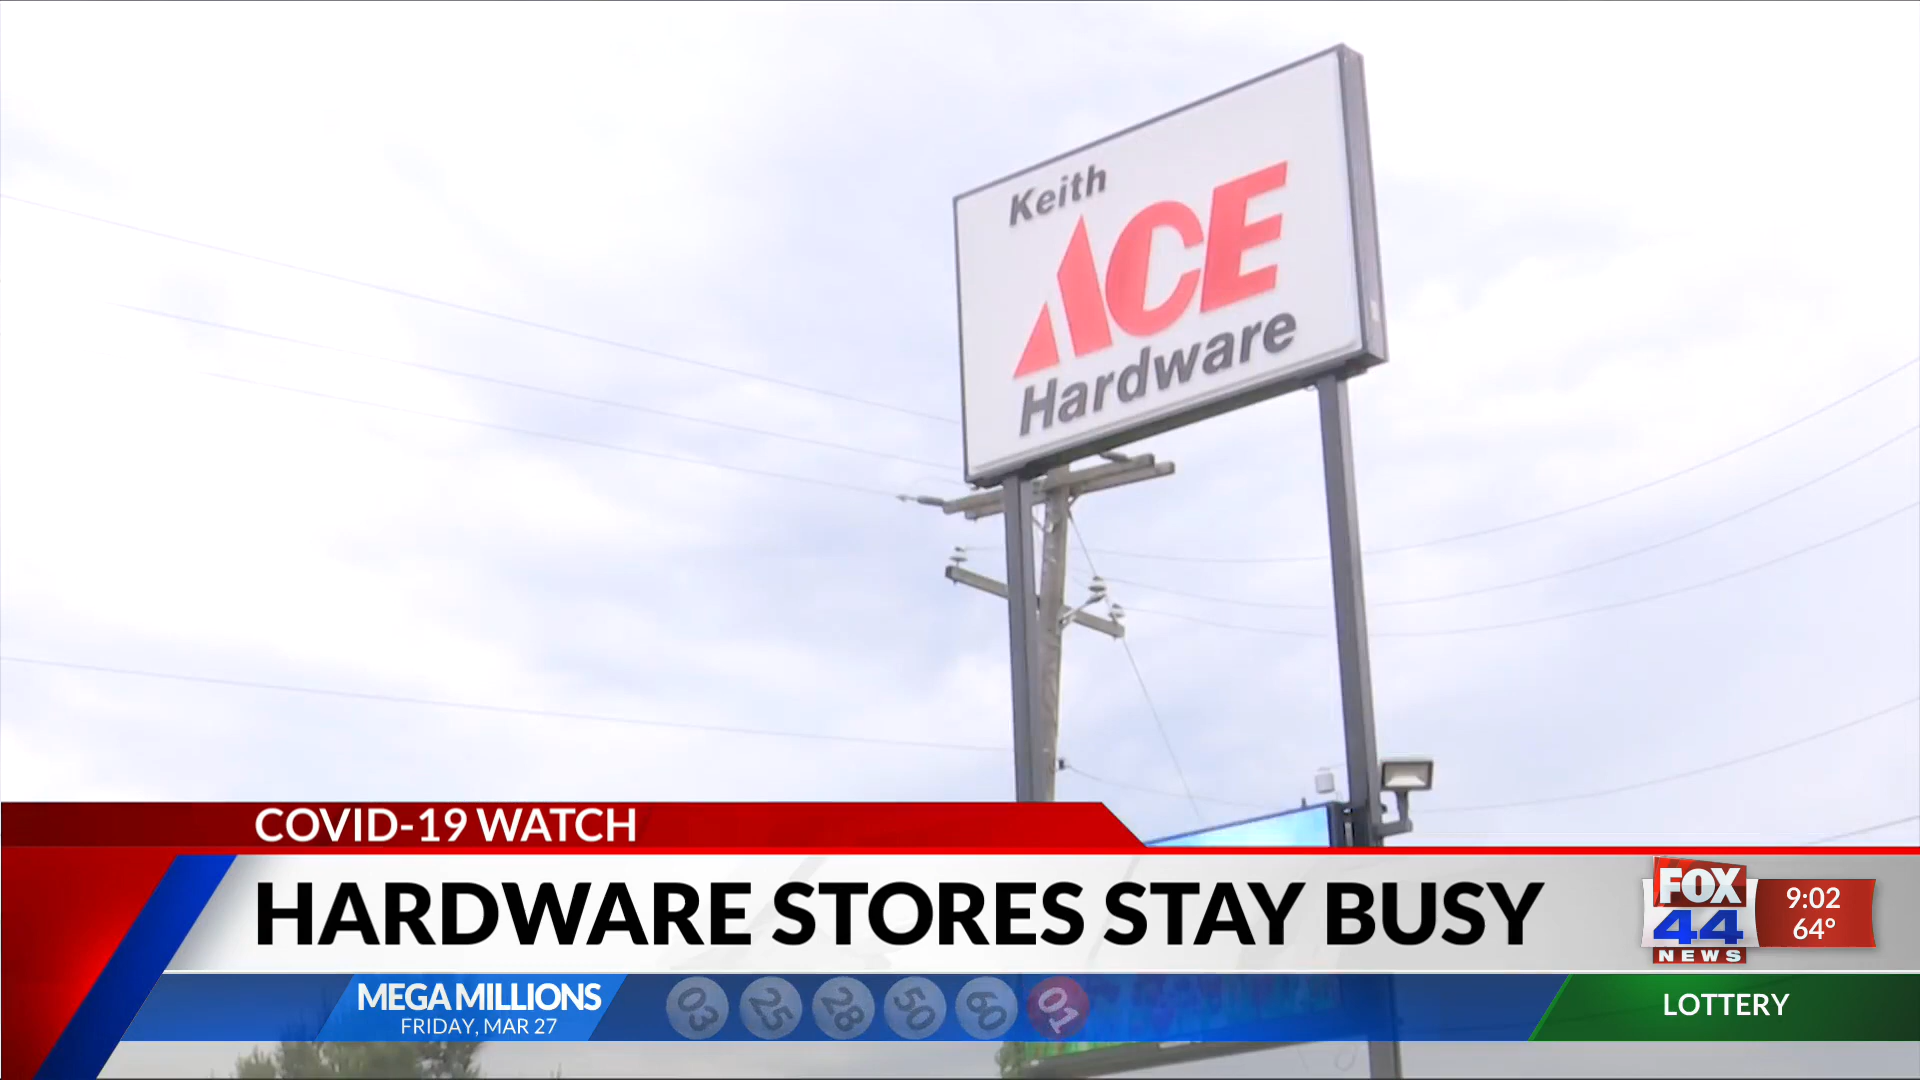 Keith
ACE
Hardware
COVID-19 WATCH
HARDWARE STORES STAY BUSY
FOX
44
NEWS
9:02
64°
MEGA MILLIONS
FRIDAY, MAR 27
03 25 28 50 60 01
LOTTERY